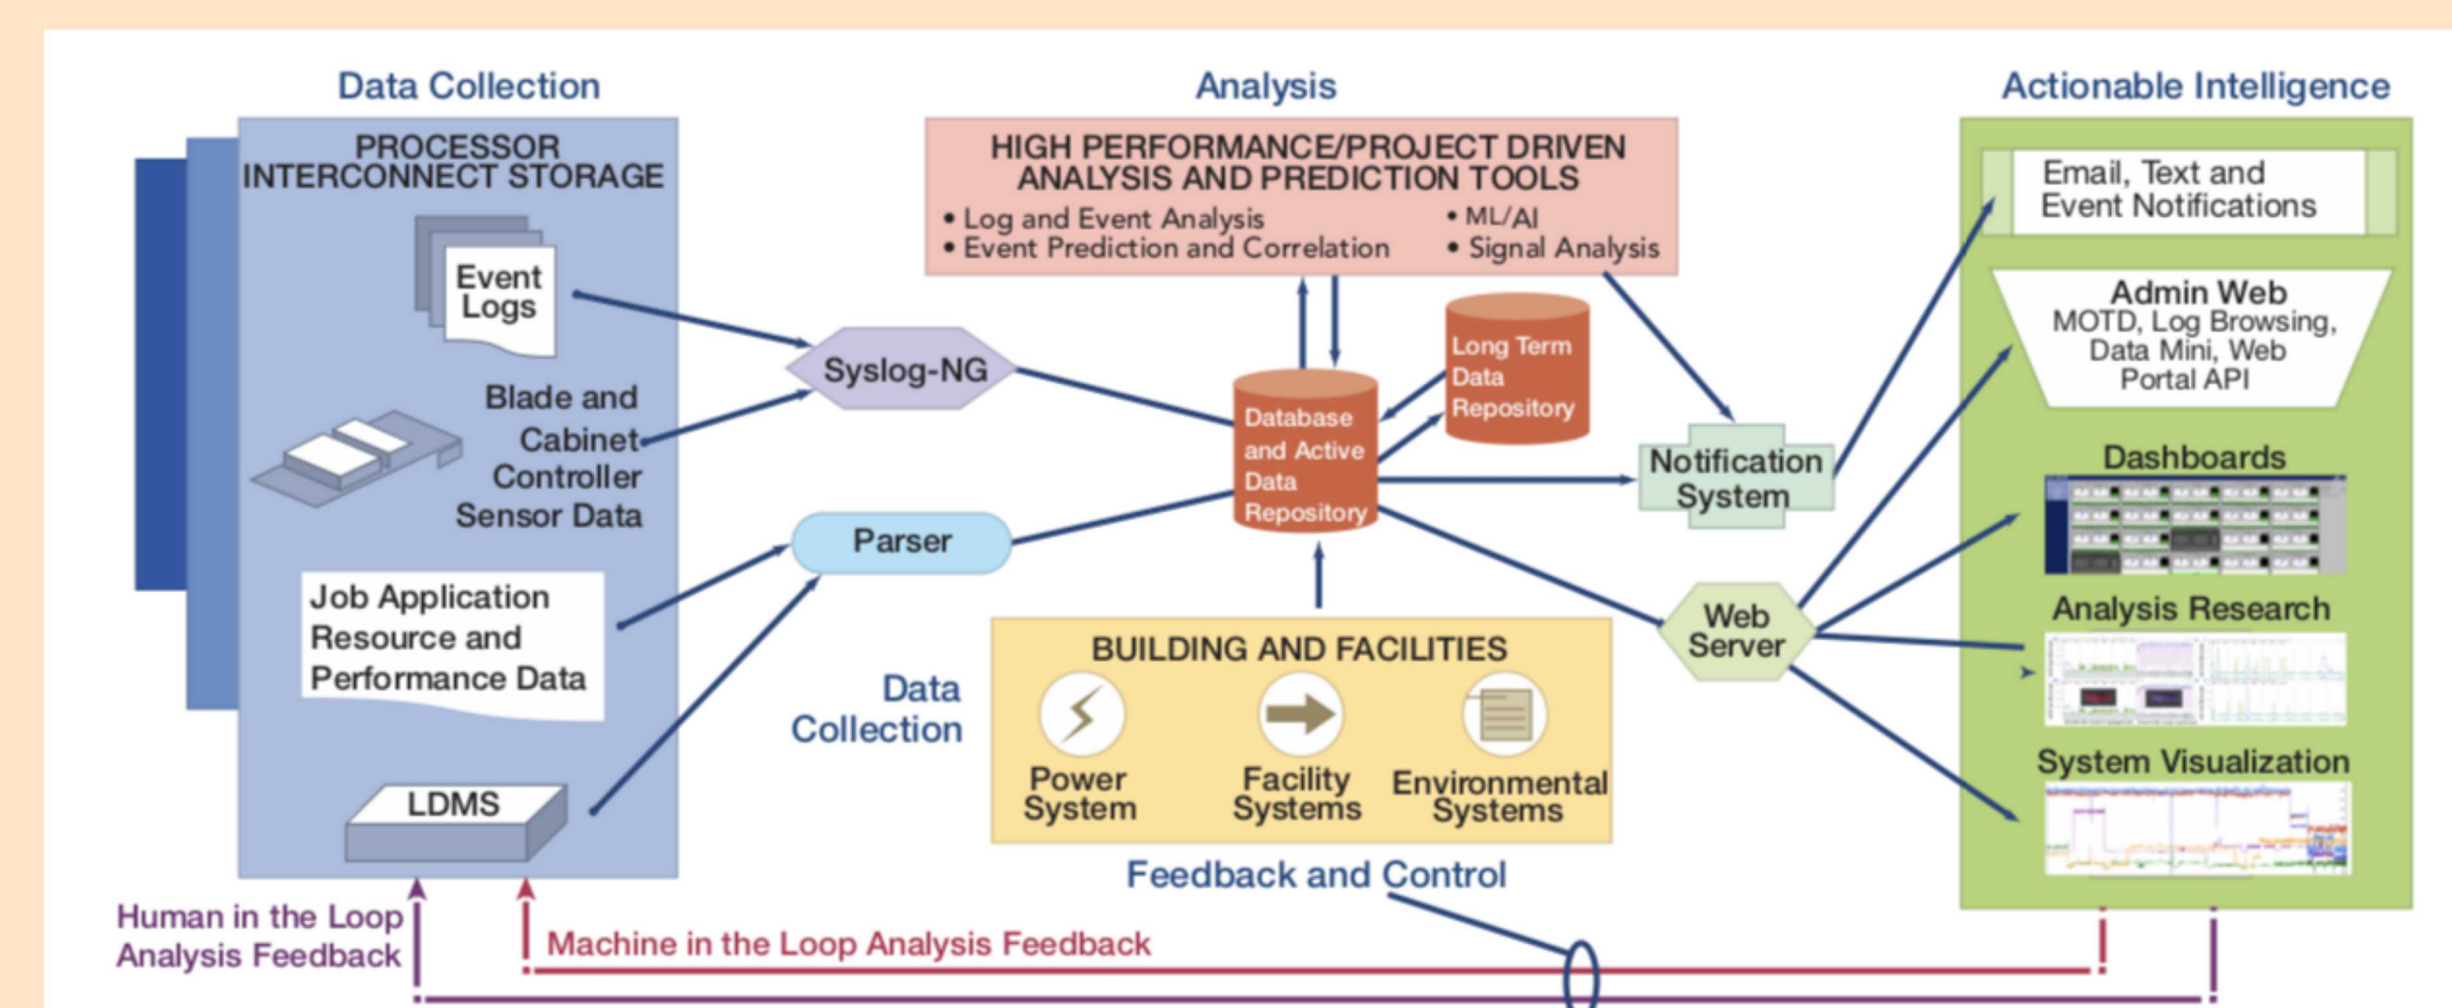 Data Collection
PROCESSOR
INTERCONNECT STORAGE
Event
Logs
Blade and
Cabinet
Controller
Sensor Data
Job Application
Resource and
Performance Data
LDMS
Syslog-NG
Parser
Analysis
HIGH PERFORMANCE/PROJECT DRIVEN
ANALYSIS AND PREDICTION TOOLS
• Log and Event Analysis
• Event Prediction and Correlation
• ML/AI
• Signal Analysis
Long Term
Data
Repository
Database
and Active
Data
Repository
Notification
System
Web
Server
Data
Collection
BUILDING AND FACILITIES
Power
System
Facility
Systems
Environmental
Systems
Actionable Intelligence
Email, Text and
Event Notifications
Admin Web
MOTD, Log Browsing,
Data Mini, Web
Portal API
Dashboards
Analysis Research
System Visualization
Feedback and Control
Human in the Loop
Analysis Feedback
Machine in the Loop Analysis Feedback